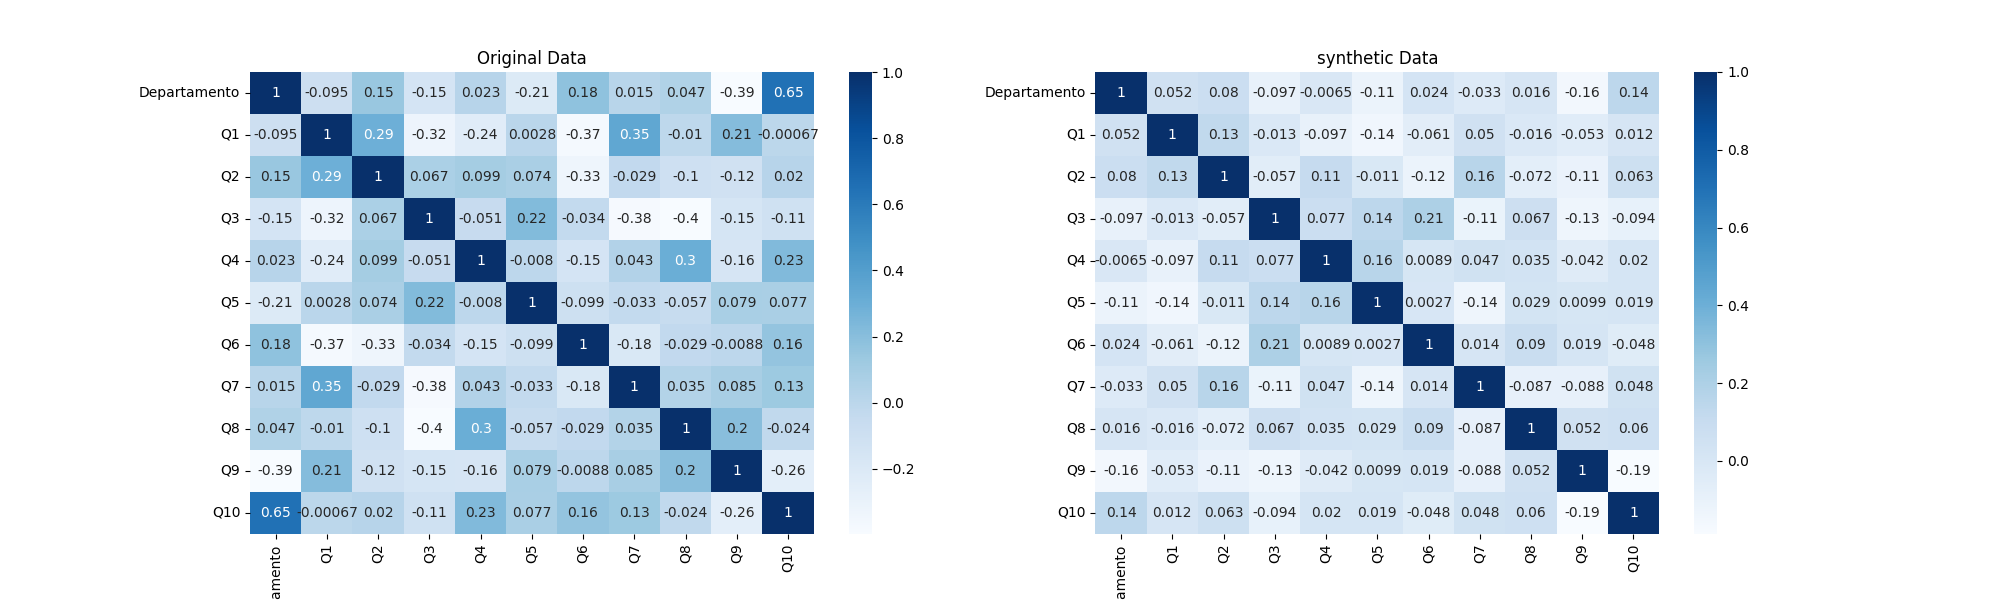 Original Data
Departamento 1 -0.095 0.15 -0.15 0.023 -0.21 0.18 0.015 0.047 -0.39 0.65
Q1 -0.095 1 0.29 -0.32 -0.24 0.0028 -0.37 0.35 -0.01 0.21 -0.00067
Q2 0.15 0.29 1 0.067 0.099 0.074 -0.33 -0.029 -0.1 -0.12 0.02
Q3 -0.15 -0.32 0.067 1 -0.051 0.22 -0.034 -0.38 -0.4 -0.15 -0.11
Q4 0.023 -0.24 0.099 -0.051 1 -0.008 -0.15 0.043 0.3 -0.16 0.23
Q5 -0.21 0.0028 0.074 0.22 -0.008 1 -0.099 -0.033 -0.057 0.079 0.077
Q6 0.18 -0.37 -0.33 -0.034 -0.15 -0.099 1 -0.18 -0.029 -0.0088 0.16
Q7 0.015 0.35 -0.029 -0.38 0.043 -0.033 -0.18 1 0.035 0.085 0.13
Q8 0.047 -0.01 -0.1 -0.4 0.3 -0.057 -0.029 0.035 1 0.2 -0.024
Q9 -0.39 0.21 -0.12 -0.15 -0.16 0.079 -0.0088 0.085 0.2 1 -0.26
Q10 0.65 -0.00067 0.02 -0.11 0.23 0.077 0.16 0.13 -0.024 -0.26 1
amento Q1 Q2 Q3 Q4 Q5 Q6 Q7 Q8 Q9 Q10
1.0
0.8
0.6
0.4
0.2
0.0
−0.2
synthetic Data
Departamento 1 0.052 0.08 -0.097 -0.0065 -0.11 0.024 -0.033 0.016 -0.16 0.14
Q1 0.052 1 0.13 -0.013 -0.097 -0.14 -0.061 0.05 -0.016 -0.053 0.012
Q2 0.08 0.13 1 -0.057 0.11 -0.011 -0.12 0.16 -0.072 -0.11 0.063
Q3 -0.097 -0.013 -0.057 1 0.077 0.14 0.21 -0.11 0.067 -0.13 -0.094
Q4 -0.0065 -0.097 0.11 0.077 1 0.16 0.0089 0.047 0.035 -0.042 0.02
Q5 -0.11 -0.14 -0.011 0.14 0.16 1 0.0027 -0.14 0.029 0.0099 0.019
Q6 0.024 -0.061 -0.12 0.21 0.0089 0.0027 1 0.014 0.09 0.019 -0.048
Q7 -0.033 0.05 0.16 -0.11 0.047 -0.14 0.014 1 -0.087 -0.088 0.048
Q8 0.016 -0.016 -0.072 0.067 0.035 0.029 0.09 -0.087 1 0.052 0.06
Q9 -0.16 -0.053 -0.11 -0.13 -0.042 0.0099 0.019 -0.088 0.052 1 -0.19
Q10 0.14 0.012 0.063 -0.094 0.02 0.019 -0.048 0.048 0.06 -0.19 1
amento Q1 Q2 Q3 Q4 Q5 Q6 Q7 Q8 Q9 Q10
1.0
0.8
0.6
0.4
0.2
0.0